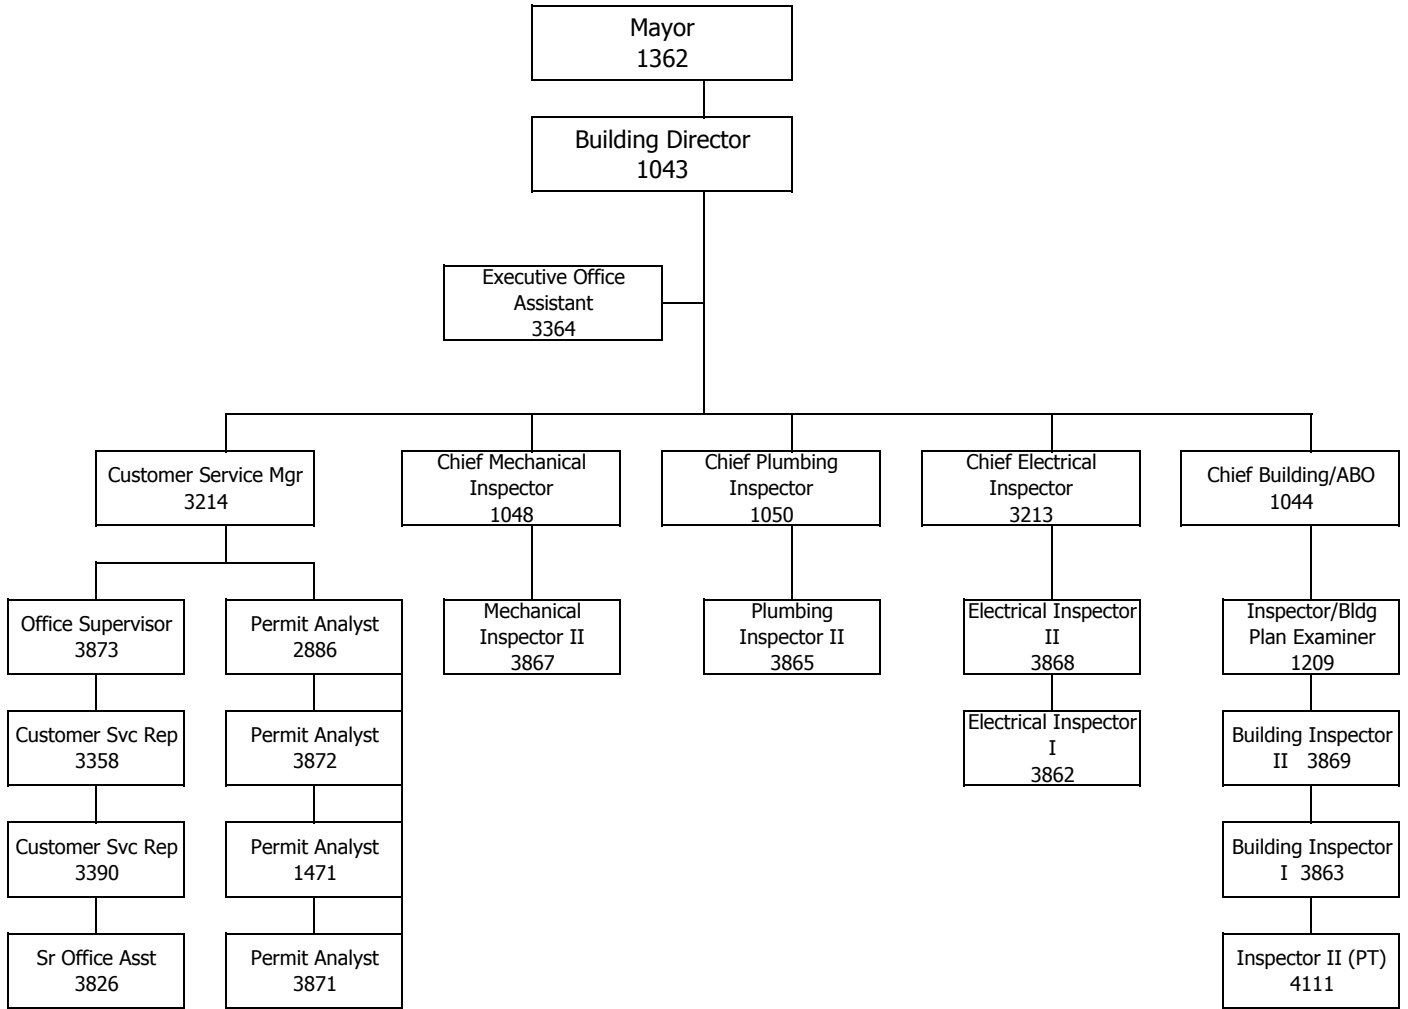 Mayor
1362
Building Director
1043
Executive Office
Assistant
3364
Customer Service Mgr
3214
Chief Mechanical
Inspector
1048
Chief Plumbing
Inspector
1050
Chief Electrical
Inspector
3213
Chief Building/ABO
1044
Office Supervisor
3873
Permit Analyst
2886
Mechanical
Inspector II
3867
Plumbing
Inspector II
3865
Electrical Inspector
II
3868
Inspector/Bldg
Plan Examiner
1209
Customer Svc Rep
3358
Permit Analyst
3872
Electrical Inspector
I
3862
Building Inspector
II 3869
Customer Svc Rep
3390
Permit Analyst
1471
Building Inspector
I 3863
Sr Office Asst
3826
Permit Analyst
3871
Inspector II (PT)
4111